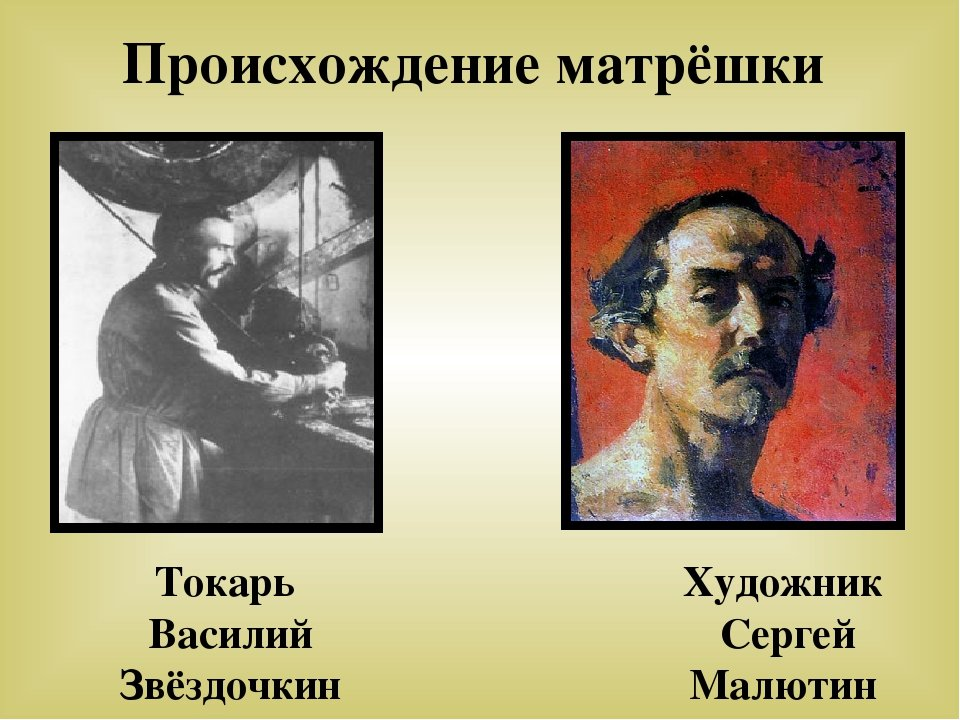 Происхождение матрёшки
Токарь
Василий
Звёздочкин
Художник
Сергей
Малютин